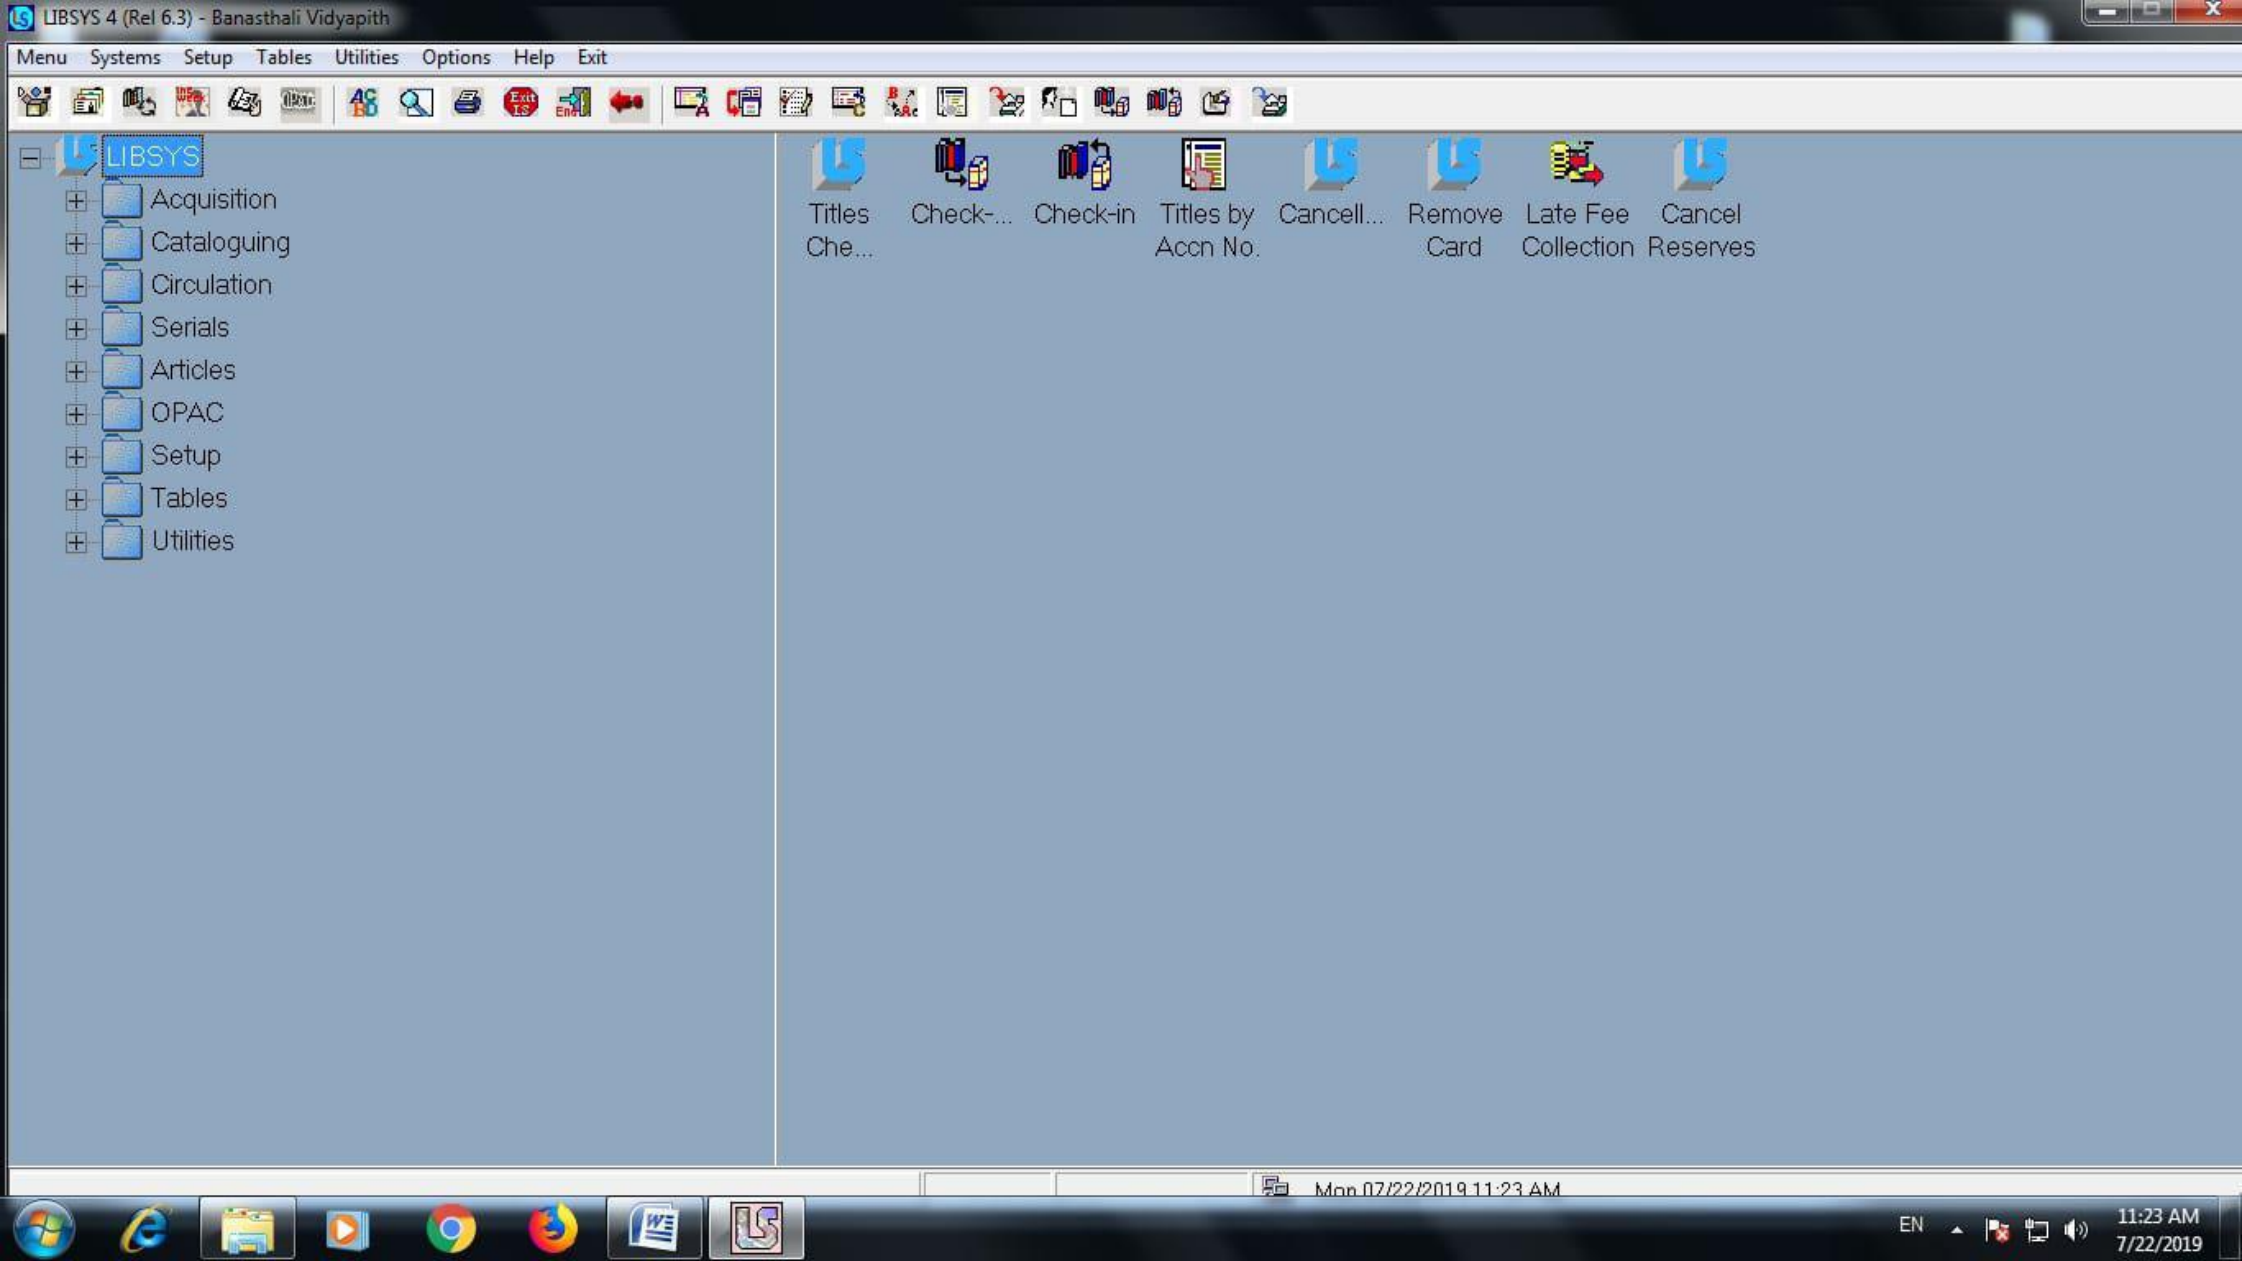 LIBSYS 4 (Rel 6.3) - Banasthali Vidyapith
Menu Systems Setup Tables Utilities Options Help Exit
LIBSYS
Acquisition
Cataloguing
Circulation
Serials
Articles
OPAC
Setup
Tables
Utilities
Titles Check-... Check-in Titles by Cancell... Remove Late Fee Cancel
Che... Accn No. Card Collection Reserves
Mon 07/22/2019 11:23 AM
EN
11:23 AM
7/22/2019